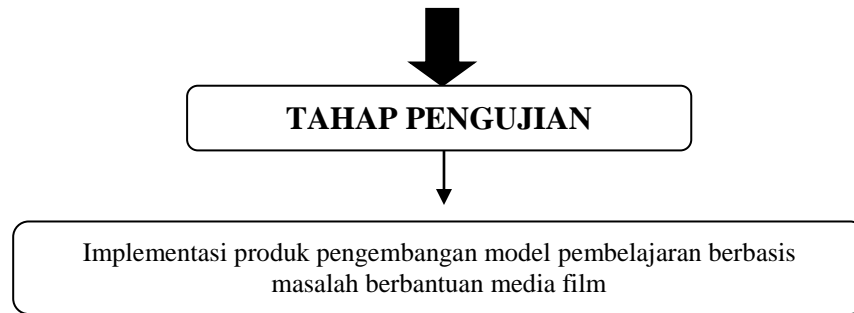 TAHAP PENGUJIAN
Implementasi produk pengembangan model pembelajaran berbasis
masalah berbantuan media film